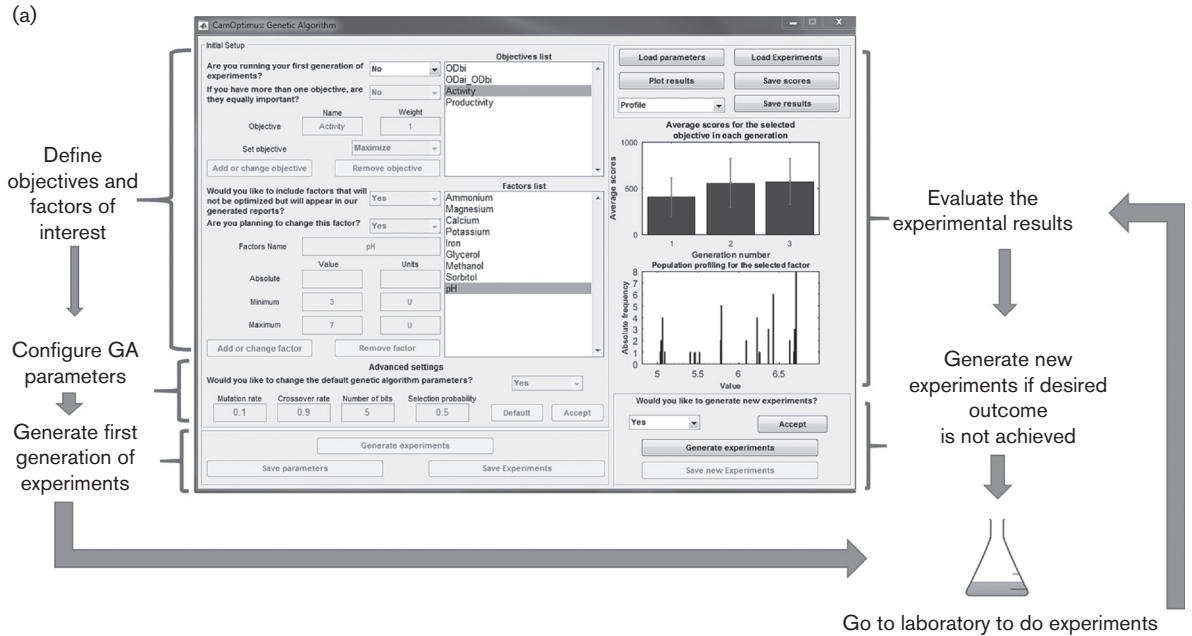 (a)
CamOptimus: Genetic Algorithm
Define
objectives and
factors of
interest
Configure GA
parameters
Generate first
generation of
experiments
Initial Setup
Are you running your first generation of
experiments?
No
If you have more than one objective, are
they equally important?
No
Name
Weight
Objective
Activity
1
Set objective
Maximize
Add or change objective
Remove objective
Objectives list
ODbi
ODai_ODbi
Activity
Productivity
Would you like to include factors that will
not be optimized but will appear in our
generated reports?
Yes
Are you planning to change this factor?
Yes
Factors Name
pH
Value
Units
Absolute
Minimum
3
U
Maximum
7
U
Add or change factor
Remove factor
Factors list
Ammonium
Magnesium
Calcium
Potassium
Iron
Glycerol
Methanol
Sorbitol
pH
Advanced settings
Would you like to change the default genetic algorithm parameters?
Yes
Mutation rate
Crossover rate
Number of bits
Selection probability
0.1
0.9
5
0.5
Default
Accept
Generate experiments
Save parameters
Save Experiments
Load parameters
Load Experiments
Plot results
Save scores
Profile
Save results
Average scores for the selected
objective in each generation
Average scores
1000
500
0
1
2
3
Generation number
Population profiling for the selected factor
Absolute frequency
8
7
6
5
4
3
2
1
0
5
5.5
6
6.5
Value
Would you like to generate new experiments?
Yes
Accept
Generate experiments
Save new Experiments
Evaluate the
experimental results
Generate new
experiments if desired
outcome
is not achieved
Go to laboratory to do experiments